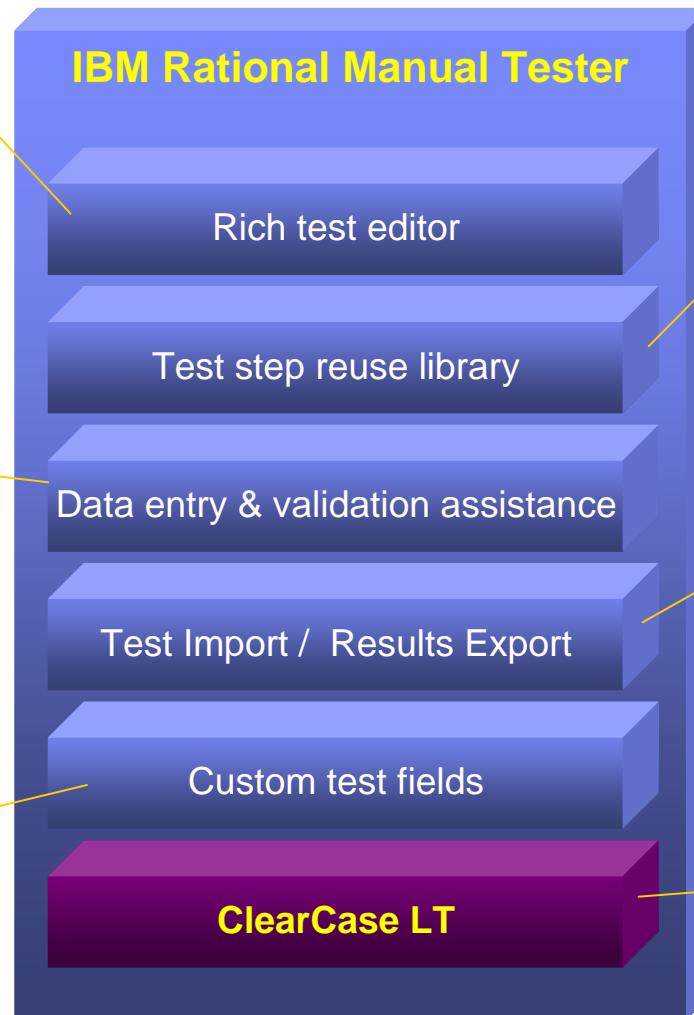 IBM Rational Manual Tester
Rich test editor
Test step reuse library
Data entry & validation assistance
Test Import / Results Export
Custom test fields
ClearCase LT